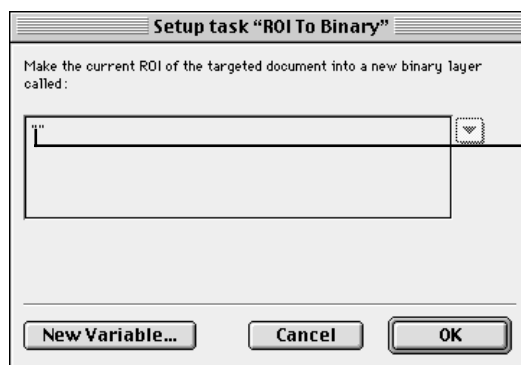 Setup task “ROI To Binary”
Make the current ROI of the targeted document into a new binary layer
called:
""
New Variable...
Cancel
OK